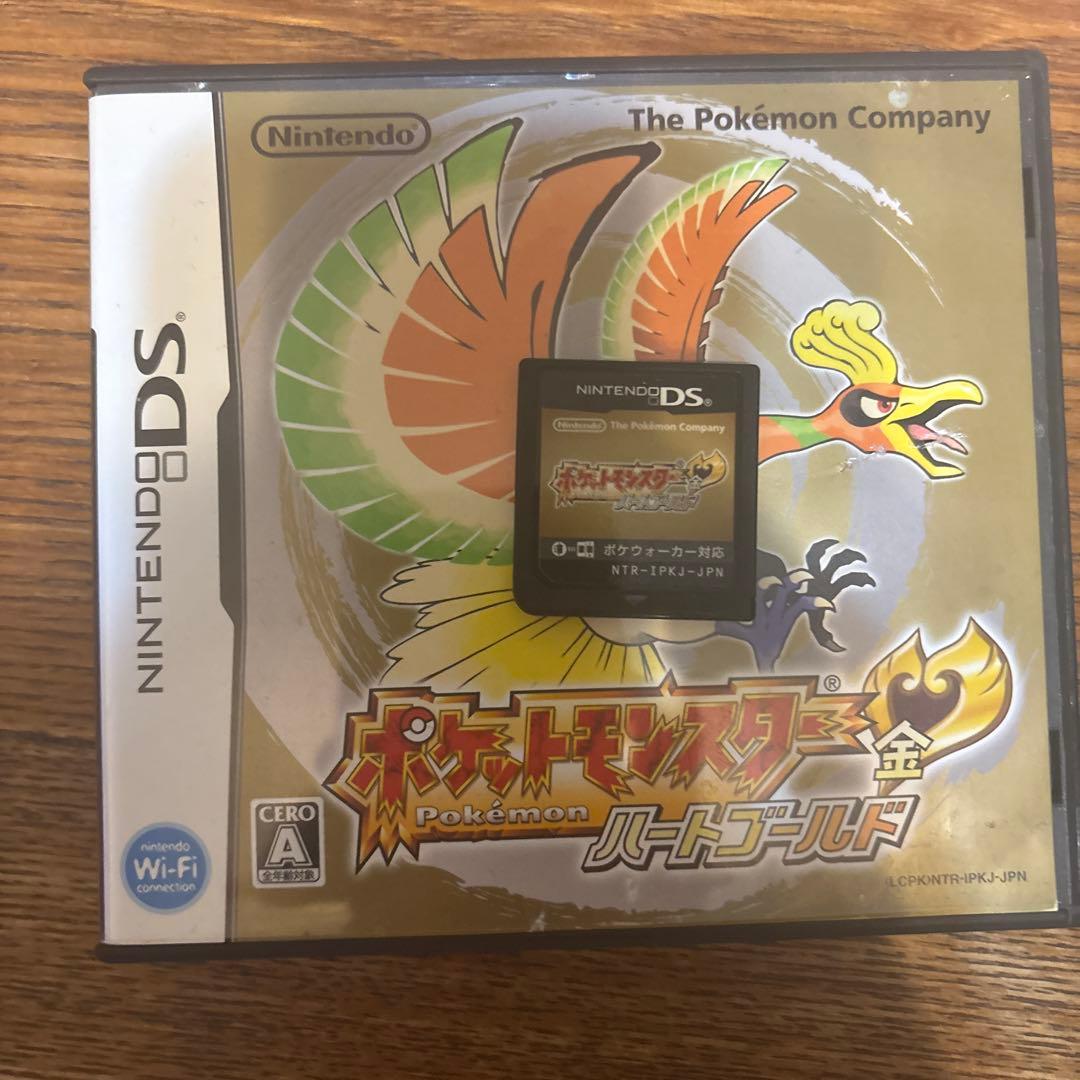 Nintendo®
The Pokémon Company
NINTENDO DS®
NINTENDO DS®
Nintendo The Pokémon Company
ポケットモンスター
金
ハートゴールド
ポケウォーカー対応
NTR-IPKJ-JPN
ポケットモンスター®
金
Pokémon
ハートゴールド
CERO
A
全年齢対象
nintendo
Wi-Fi
connection
(LCPK)NTR-IPKJ-JPN